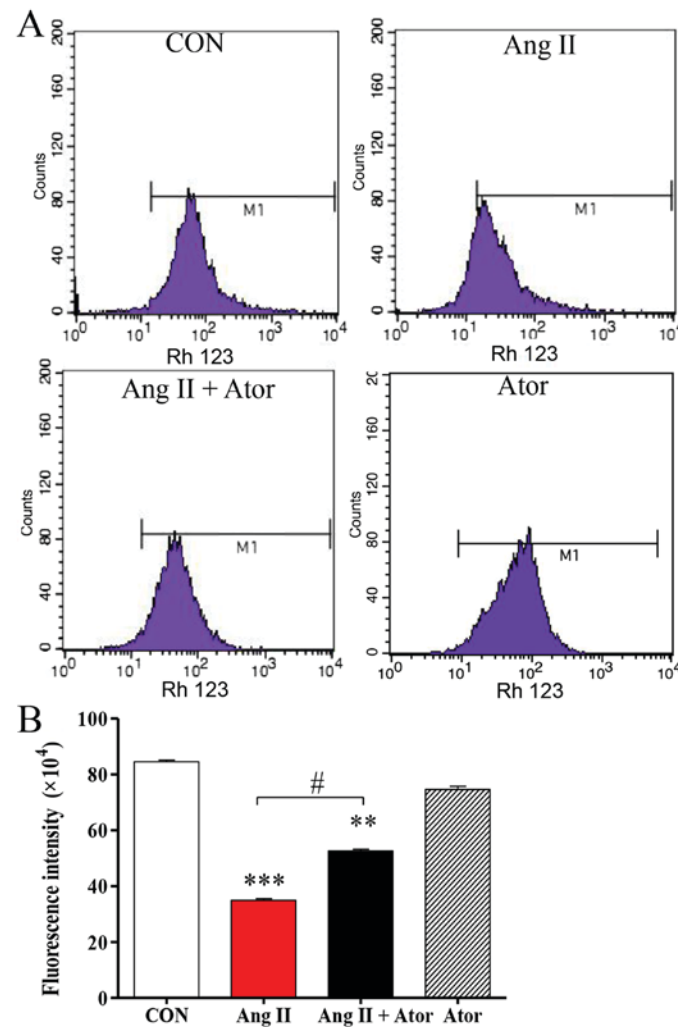 A
CON
200
160
120
80
40
0
Counts
M1
10^0 10^1 10^2 10^3 10^4
Rh 123
Ang II
200
160
120
80
40
0
Counts
M1
10^0 10^1 10^2 10^3 10^4
Rh 123
Ang II + Ator
200
160
120
80
40
0
Counts
M1
10^0 10^1 10^2 10^3 10^4
Rh 123
Ator
20
160
120
80
40
0
Counts
M1
10^0 10^1 10^2 10^3 10^4
Rh 123
B
Fluorescence intensity (×10^4)
100
80
60
40
20
0
***
#
**
CON Ang II Ang II + Ator Ator